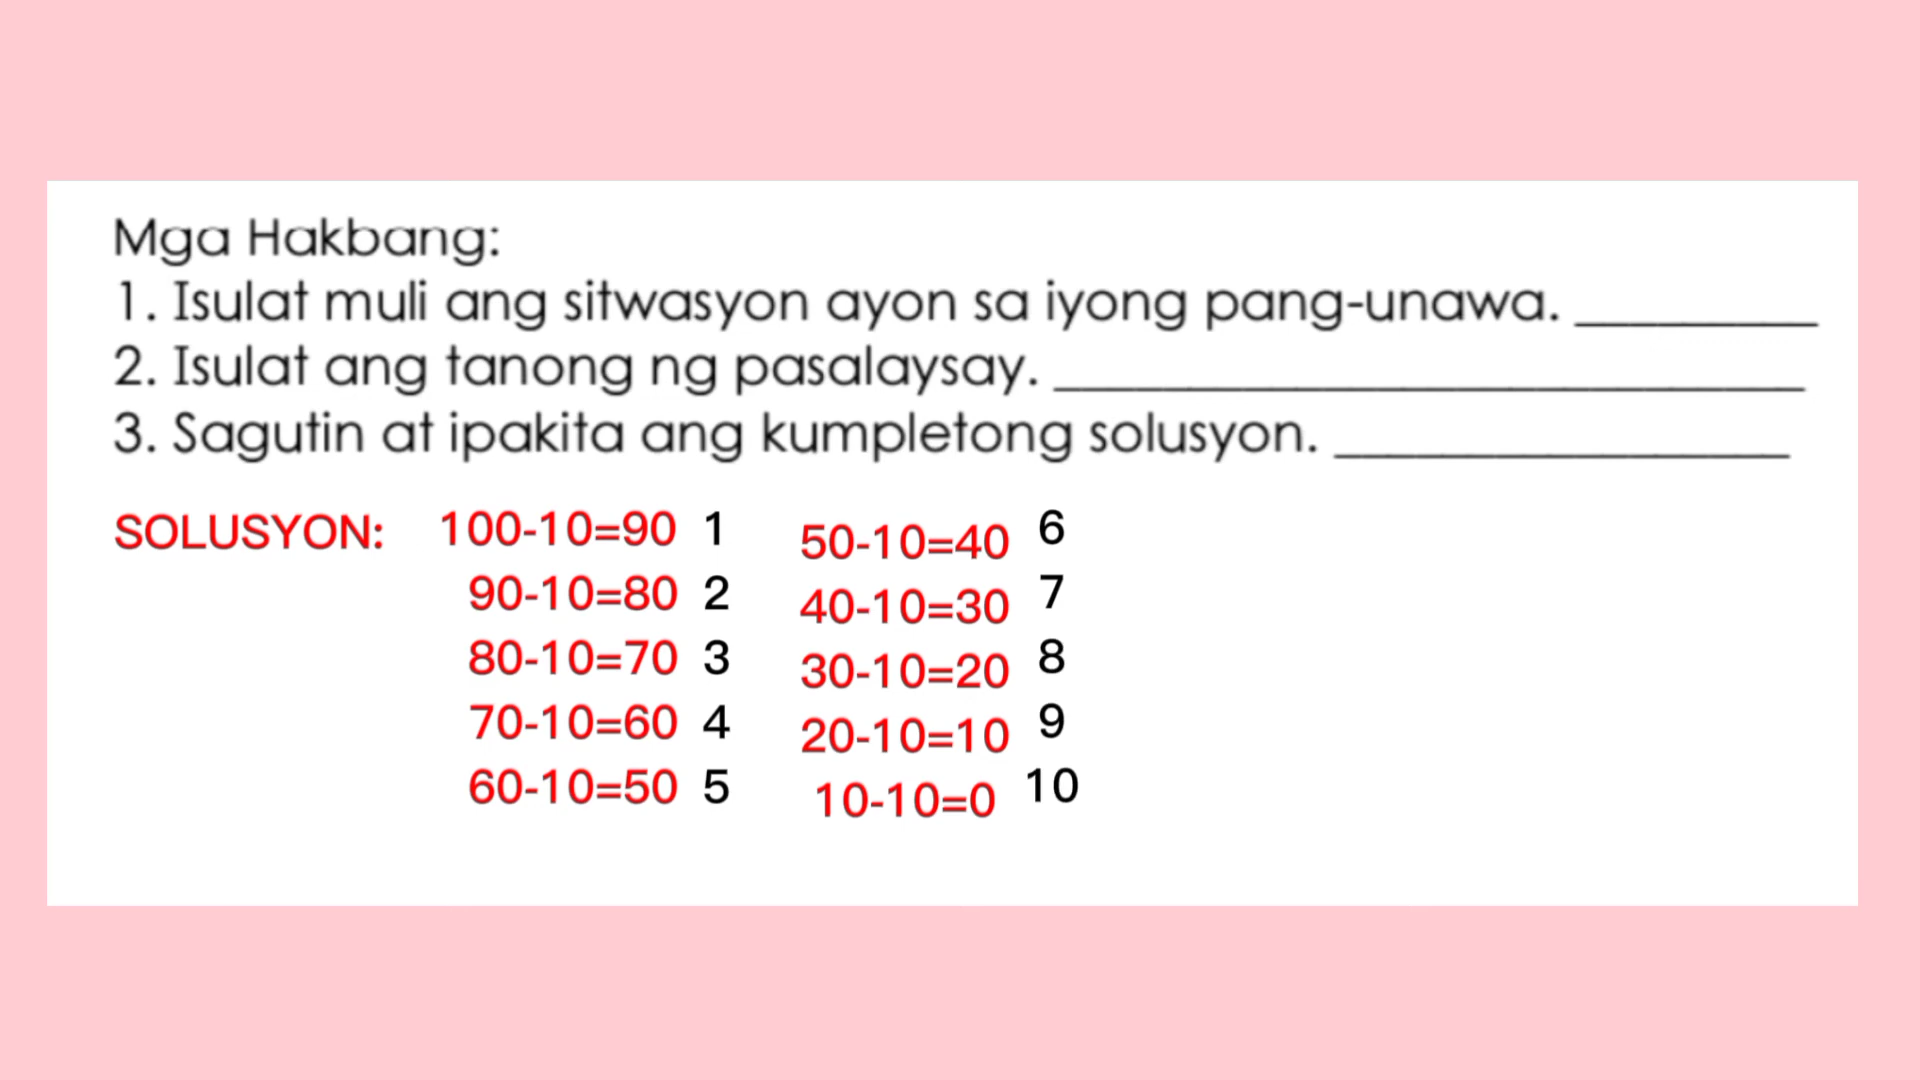 Mga Hakbang:
1. Isulat muli ang sitwasyon ayon sa iyong pang-unawa. _________
2. Isulat ang tanong ng pasalaysay. ____________________________
3. Sagutin at ipakita ang kumpletong solusyon. _________________
SOLUSYON: 100-10=90 1 50-10=40 6
90-10=80 2 40-10=30 7
80-10=70 3 30-10=20 8
70-10=60 4 20-10=10 9
60-10=50 5 10-10=0 10